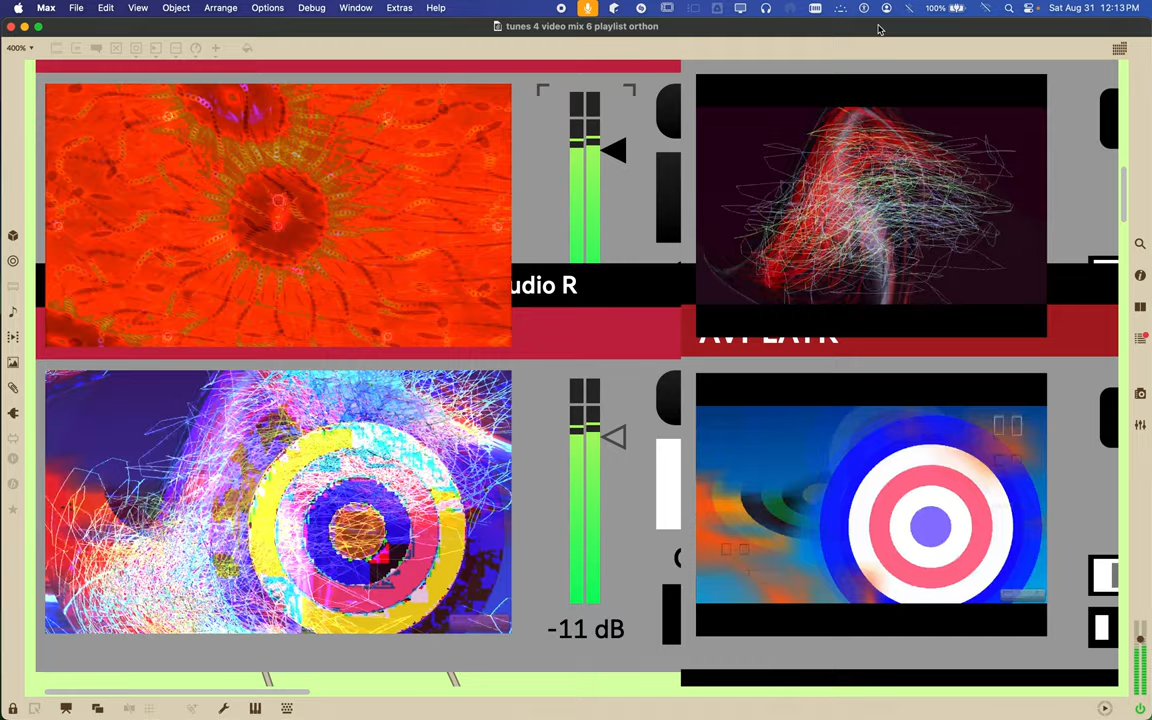 Max File Edit View Object Arrange Options Debug Window Extras Help
100% Sat Aug 31 12:13 PM
tunes 4 video mix 6 playlist orthon
400%
udio R
-11 dB